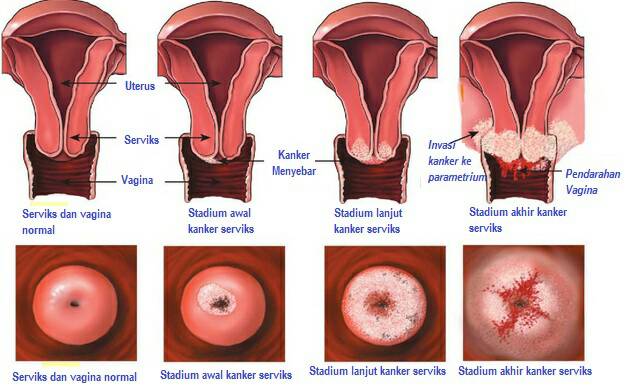 Uterus
Serviks
Vagina
Kanker
Menyebar
Invasi
kanker ke
parametrium
Pendarahan
Vagina
Serviks dan vagina
normal
Stadium awal
kanker serviks
Stadium lanjut
kanker serviks
Stadium akhir kanker
serviks
Serviks dan vagina normal
Stadium awal kanker serviks
Stadium lanjut kanker serviks
Stadium akhir kanker serviks